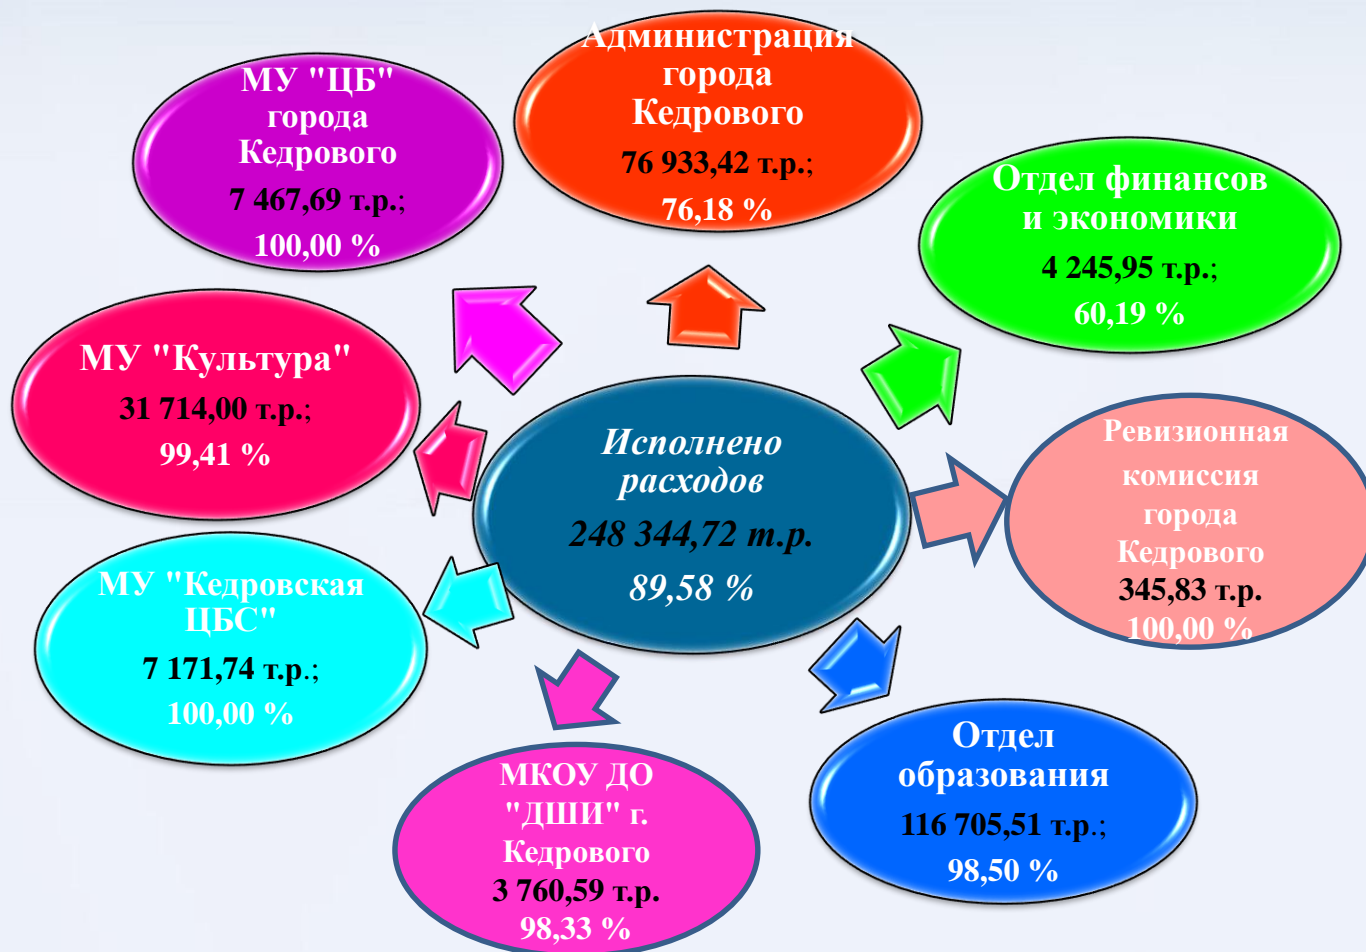 Администрация
города
Кедрового
76 933,42 т.р.;
76,18 %
МУ "ЦБ"
города
Кедрового
7 467,69 т.р.;
100,00 %
Отдел финансов
и экономики
4 245,95 т.р.;
60,19 %
МУ "Культура"
31 714,00 т.р.;
99,41 %
Исполнено
расходов
248 344,72 т.р.
89,58 %
Ревизионная
комиссия
города
Кедрового
345,83 т.р.
100,00 %
МУ "Кедровская
ЦБС"
7 171,74 т.р.;
100,00 %
Отдел
образования
116 705,51 т.р.;
98,50 %
МКОУ ДО
"ДШИ" г.
Кедрового
3 760,59 т.р.
98,33 %